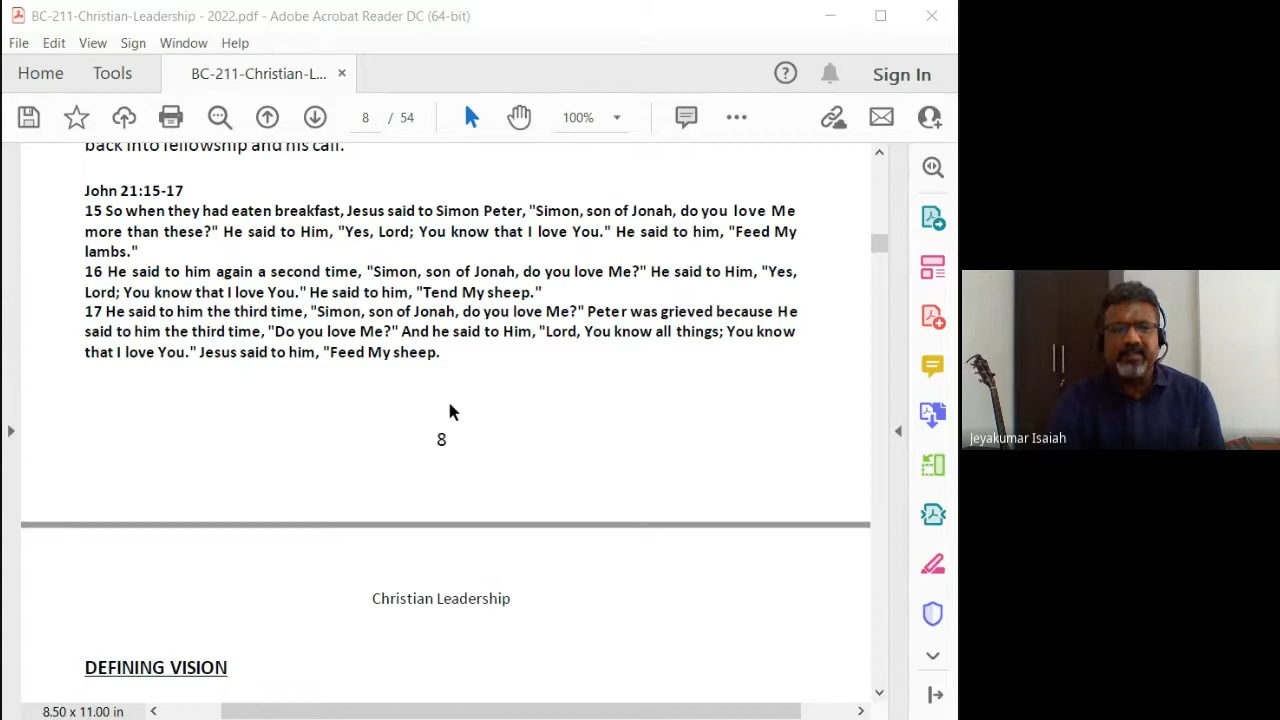 BC-211-Christian-Leadership - 2022.pdf - Adobe Acrobat Reader DC (64-bit)
File Edit View Sign Window Help
Home Tools BC-211-Christian-L... × Sign In
8 / 54 100%
back into fellowship and his call.
John 21:15-17
15 So when they had eaten breakfast, Jesus said to Simon Peter, "Simon, son of Jonah, do you love Me
more than these?" He said to Him, "Yes, Lord; You know that I love You." He said to him, "Feed My
lambs."
16 He said to him again a second time, "Simon, son of Jonah, do you love Me?" He said to Him, "Yes,
Lord; You know that I love You." He said to him, "Tend My sheep."
17 He said to him the third time, "Simon, son of Jonah, do you love Me?" Peter was grieved because He
said to him the third time, "Do you love Me?" And he said to Him, "Lord, You know all things; You know
that I love You." Jesus said to him, "Feed My sheep.
8
Christian Leadership
DEFINING VISION
8.50 x 11.00 in
Jeyakumar Isaiah